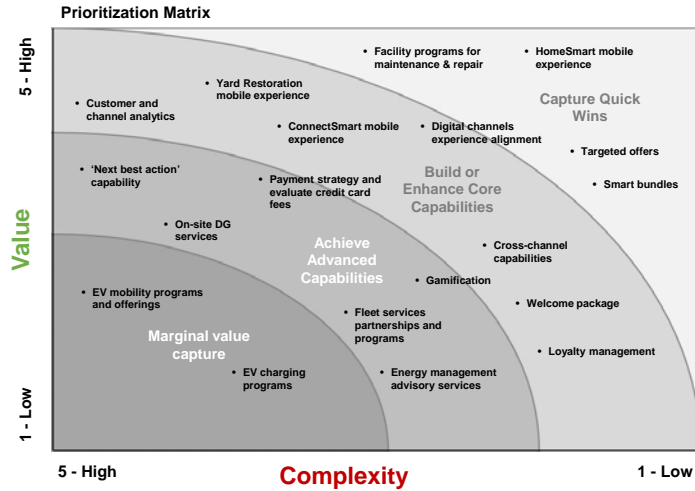 Prioritization Matrix
5 - High
• Facility programs for
maintenance & repair
• HomeSmart mobile
experience
• Yard Restoration
mobile experience
Capture Quick
Wins
• Customer and
channel analytics
• ConnectSmart mobile
experience
• Digital channels
experience alignment
• Targeted offers
• ‘Next best action’
capability
• Payment strategy and
evaluate credit card
fees
Build or
Enhance Core
Capabilities
• Smart bundles
• On-site DG
services
Value
Achieve
Advanced
Capabilities
• Cross-channel
capabilities
• EV mobility programs
and offerings
• Gamification
• Fleet services
partnerships and
programs
• Welcome package
Marginal value
capture
• Loyalty management
• EV charging
programs
• Energy management
advisory services
1 - Low
5 - High
Complexity
1 - Low